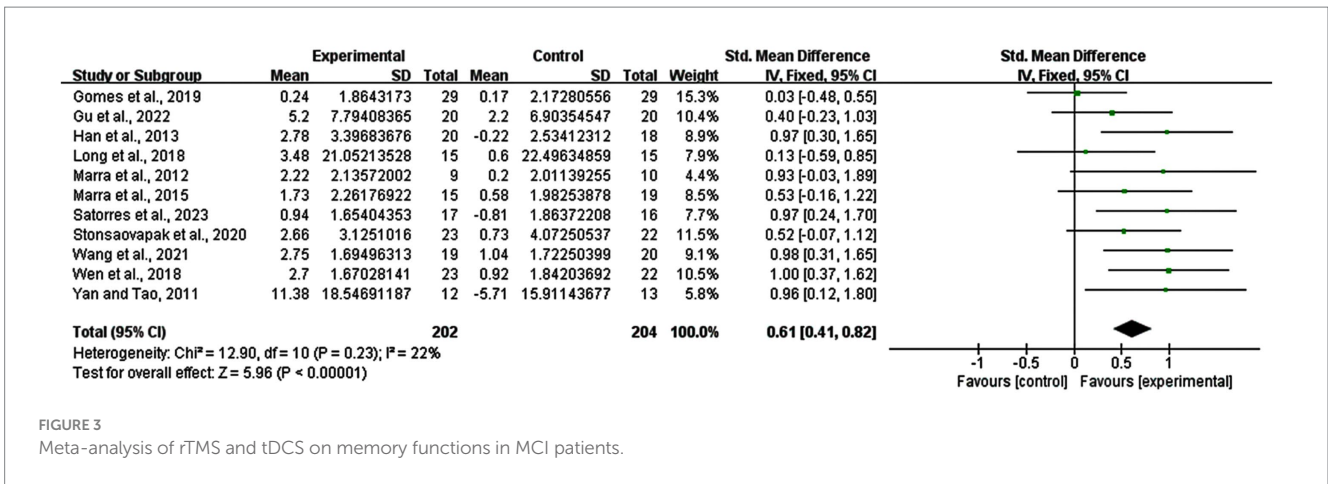 Experimental Control Std. Mean Difference Std. Mean Difference
Study or Subgroup Mean SD Total Mean SD Total Weight IV, Fixed, 95% CI IV, Fixed, 95% CI
Gomes et al., 2019 0.24 1.8643173 29 0.17 2.17280556 29 15.3% 0.03 [-0.48, 0.55]
Gu et al., 2022 5.2 7.79408365 20 2.2 6.90354547 20 10.4% 0.40 [-0.23, 1.03]
Han et al., 2013 2.78 3.39683676 20 -0.22 2.53412312 18 8.9% 0.97 [0.30, 1.65]
Long et al., 2018 3.48 21.05213528 15 0.6 22.49634859 15 7.9% 0.13 [-0.59, 0.85]
Marra et al., 2012 2.22 2.13572002 9 0.2 2.01139255 10 4.4% 0.93 [-0.03, 1.89]
Marra et al., 2015 1.73 2.26176922 15 0.58 1.98253878 19 8.5% 0.53 [-0.16, 1.22]
Satorres et al., 2023 0.94 1.65404353 17 -0.81 1.86372208 16 7.7% 0.97 [0.24, 1.70]
Stonsaovapak et al., 2020 2.66 3.1251016 23 0.73 4.07250537 22 11.5% 0.52 [-0.07, 1.12]
Wang et al., 2021 2.75 1.69496313 19 1.04 1.72250399 20 9.1% 0.98 [0.31, 1.65]
Wen et al., 2018 2.7 1.67028141 23 0.92 1.84203692 22 10.5% 1.00 [0.37, 1.62]
Yan and Tao, 2011 11.38 18.54691187 12 -5.71 15.91143677 13 5.8% 0.96 [0.12, 1.80]
Total (95% CI) 202 204 100.0% 0.61 [0.41, 0.82]
Heterogeneity: Chi² = 12.90, df = 10 (P = 0.23); I² = 22%
Test for overall effect: Z = 5.96 (P < 0.00001)
-1 -0.5 0 0.5 1
Favours [control] Favours [experimental]
FIGURE 3
Meta-analysis of rTMS and tDCS on memory functions in MCI patients.